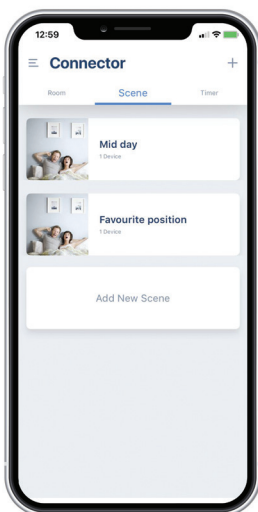 12:59
Connector
Room Scene Timer
Mid day
1 Device
Favourite position
1 Device
Add New Scene